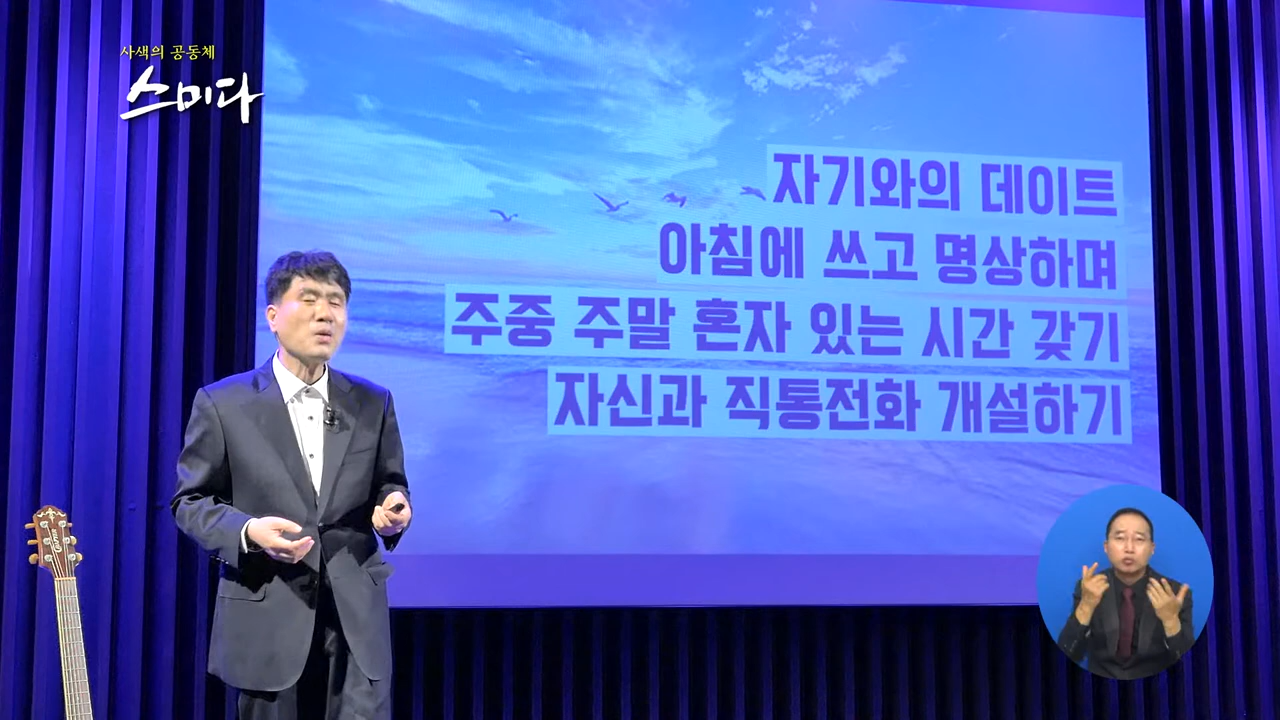 사색의 공동체
스미다
자기와의 데이트
아침에 쓰고 명상하며
주중 주말 혼자 있는 시간 갖기
자신과 직통전화 개설하기